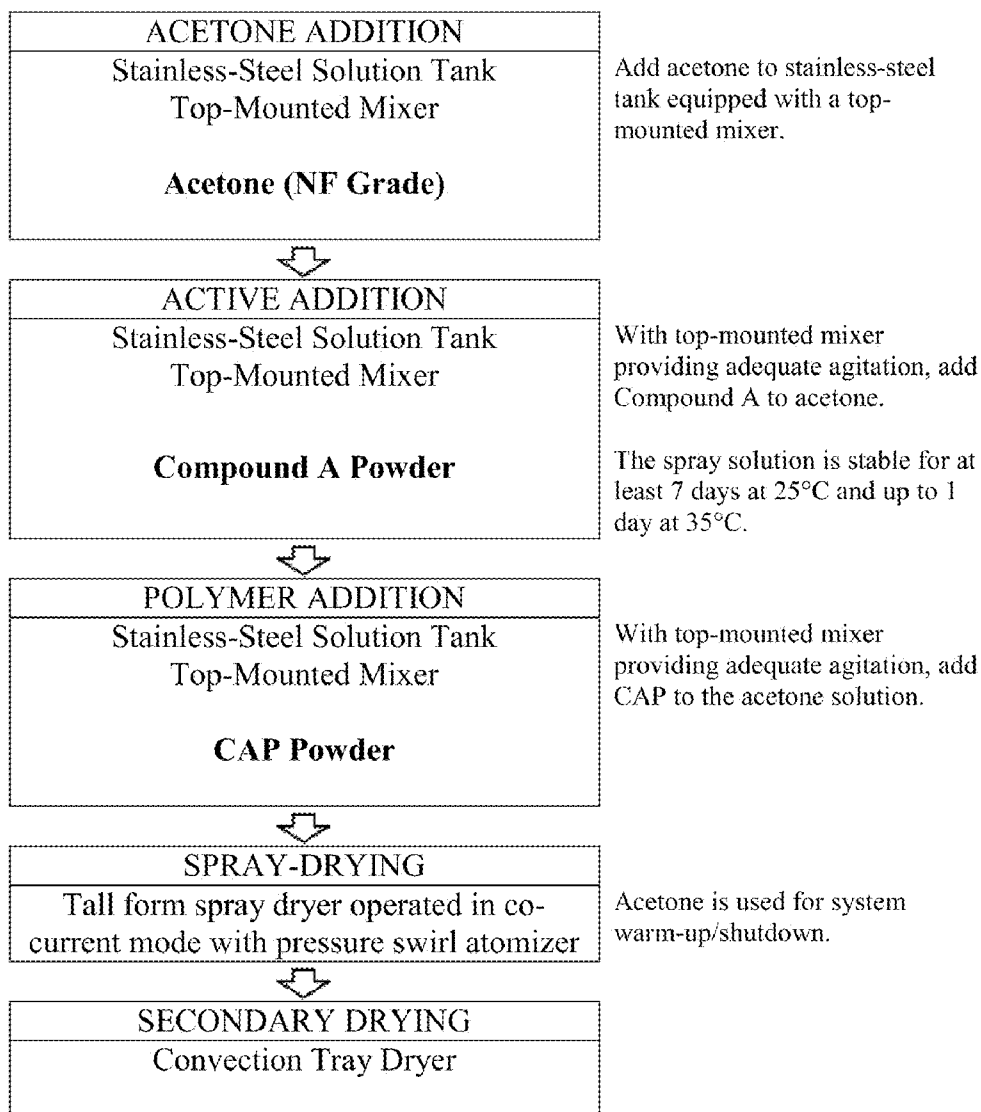 ACETONE ADDITION
Stainless-Steel Solution Tank
Top-Mounted Mixer
Acetone (NF Grade)
Add acetone to stainless-steel
tank equipped with a top-
mounted mixer.
ACTIVE ADDITION
Stainless-Steel Solution Tank
Top-Mounted Mixer
Compound A Powder
With top-mounted mixer
providing adequate agitation, add
Compound A to acetone.
The spray solution is stable for at
least 7 days at 25°C and up to 1
day at 35°C.
POLYMER ADDITION
Stainless-Steel Solution Tank
Top-Mounted Mixer
CAP Powder
With top-mounted mixer
providing adequate agitation, add
CAP to the acetone solution.
SPRAY-DRYING
Tall form spray dryer operated in co-
current mode with pressure swirl atomizer
Acetone is used for system
warm-up/shutdown.
SECONDARY DRYING
Convection Tray Dryer